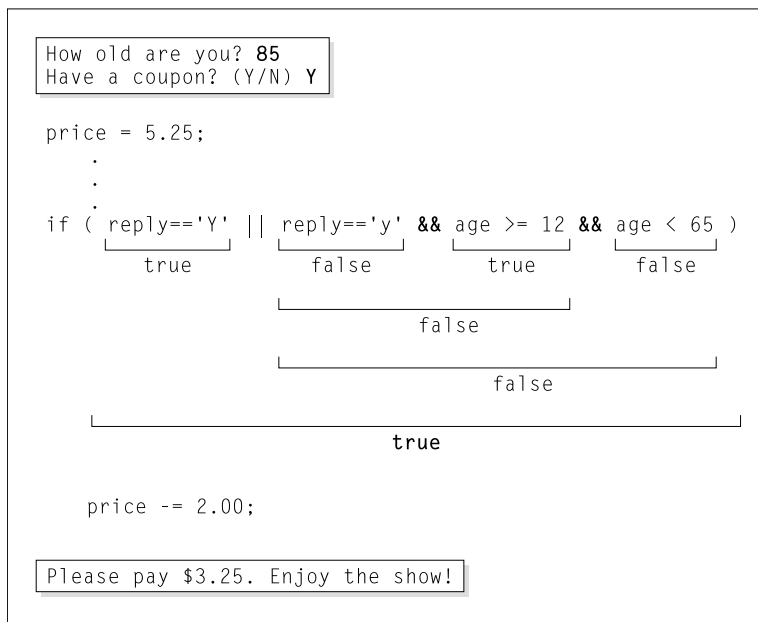 How old are you? 85
Have a coupon? (Y/N) Y
price = 5.25;
.
.
.
if ( reply=='Y' || reply=='y' && age >= 12 && age < 65 )
true false true false
false
false
true
price -= 2.00;
Please pay $3.25. Enjoy the show!